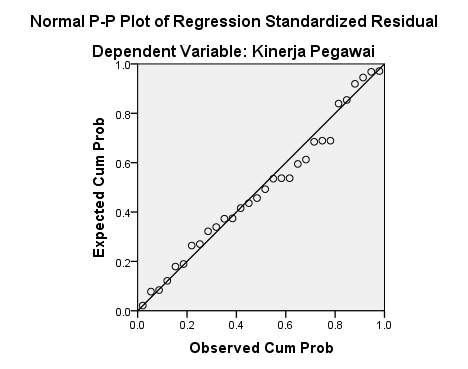 Normal P-P Plot of Regression Standardized Residual
Dependent Variable: Kinerja Pegawai
1.0
0.8
0.6
0.4
0.2
0.0
Expected Cum Prob
0.0 0.2 0.4 0.6 0.8 1.0
Observed Cum Prob